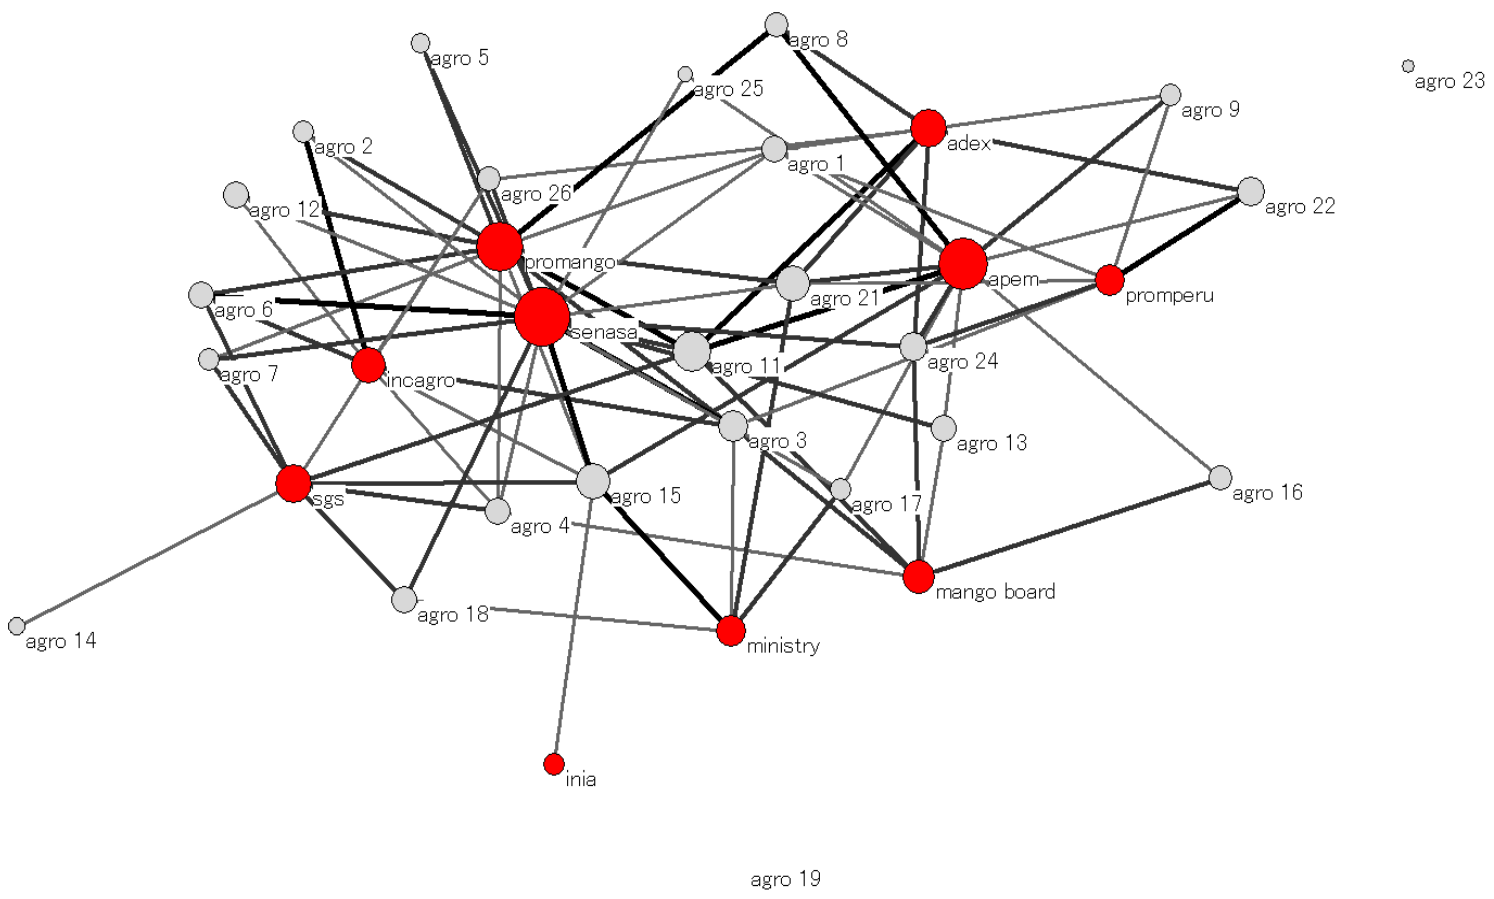 agro 8
agro 5
agro 23
agro 25
agro 9
agro 2
adex
agro 1
agro 26
agro 12
agro 22
promango
apem
promperu
agro 21
agro 6
senasa
agro 24
agro 11
agro 7
incagro
agro 3
agro 13
agro 16
agro 15
sgs
agro 17
agro 4
mango board
agro 18
agro 14
ministry
inia
agro 19